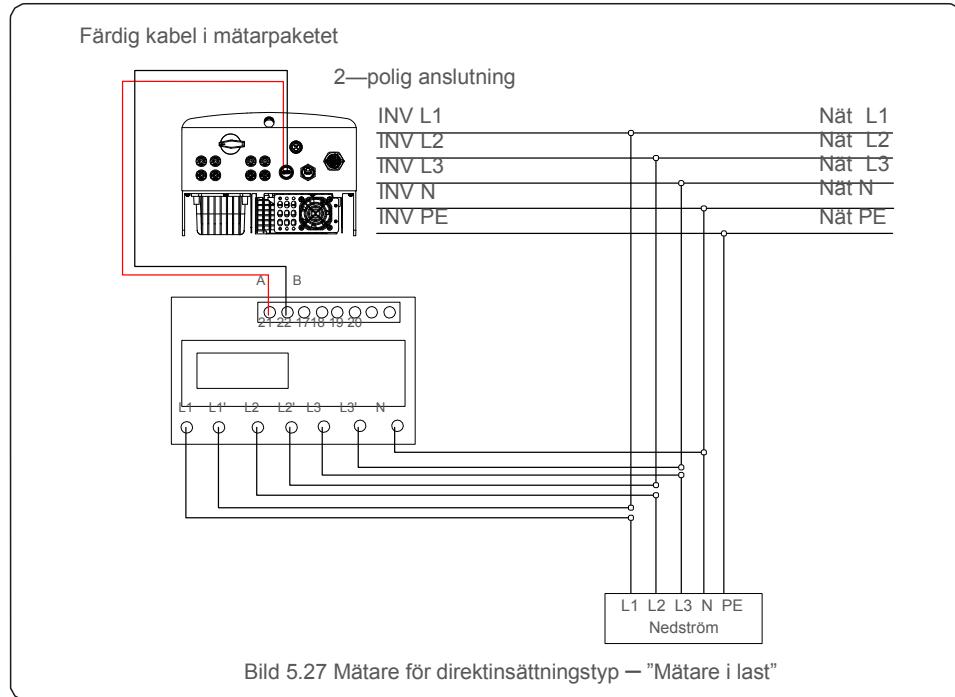 Färdig kabel i mätarpaketet
2—polig anslutning
INV L1 Nät L1
INV L2 Nät L2
INV L3 Nät L3
INV N Nät N
INV PE Nät PE
A B
21 22 17 18 19 20
L1 L1' L2 L2' L3 L3' N
L1 L2 L3 N PE
Nedström
Bild 5.27 Mätare för direktinsättningstyp — ”Mätare i last”